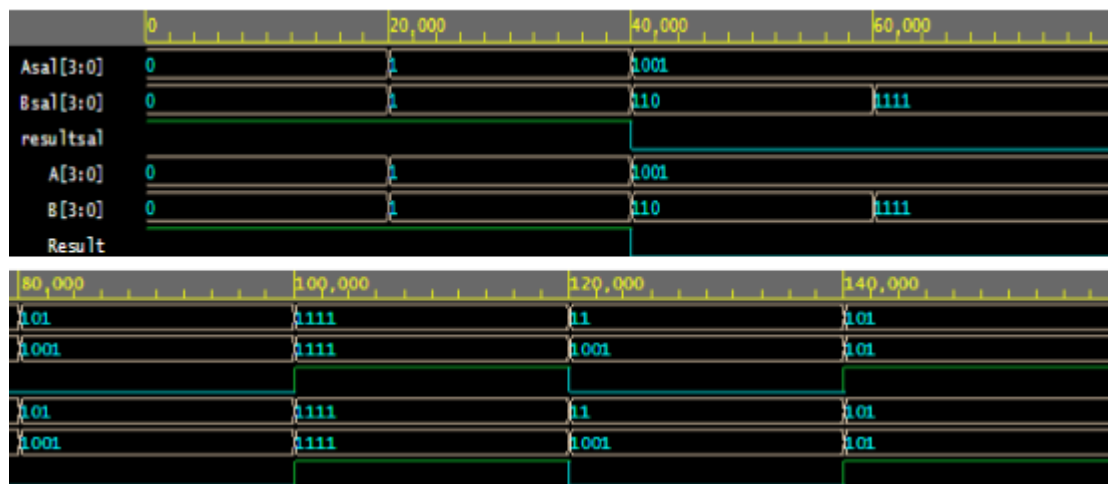 0 20,000 40,000 60,000
Asal[3:0] 0 1 1001
Bsal[3:0] 0 1 110 1111
resultsal
A[3:0] 0 1 1001
B[3:0] 0 1 110 1111
Result
80,000 100,000 120,000 140,000
101 1111 11 101
1001 1111 1001 101
101 1111 11 101
1001 1111 1001 101